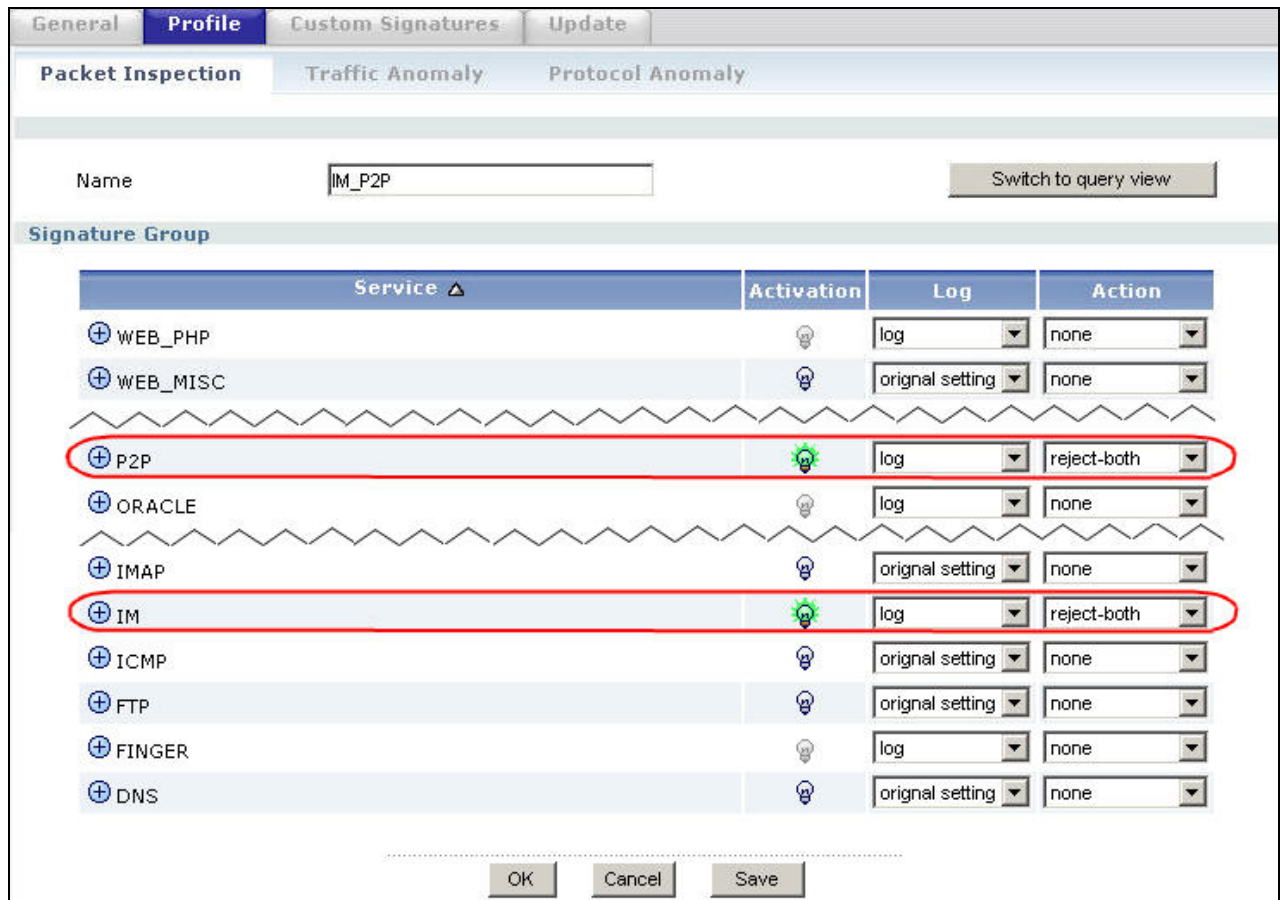 General Profile Custom Signatures Update
Packet Inspection Traffic Anomaly Protocol Anomaly
Name IM_P2P Switch to query view
Signature Group
Service Activation Log Action
WEB_PHP log none
WEB_MISC orignal setting none
P2P log reject-both
ORACLE log none
IMAP orignal setting none
IM log reject-both
ICMP orignal setting none
FTP orignal setting none
FINGER log none
DNS orignal setting none
OK Cancel Save